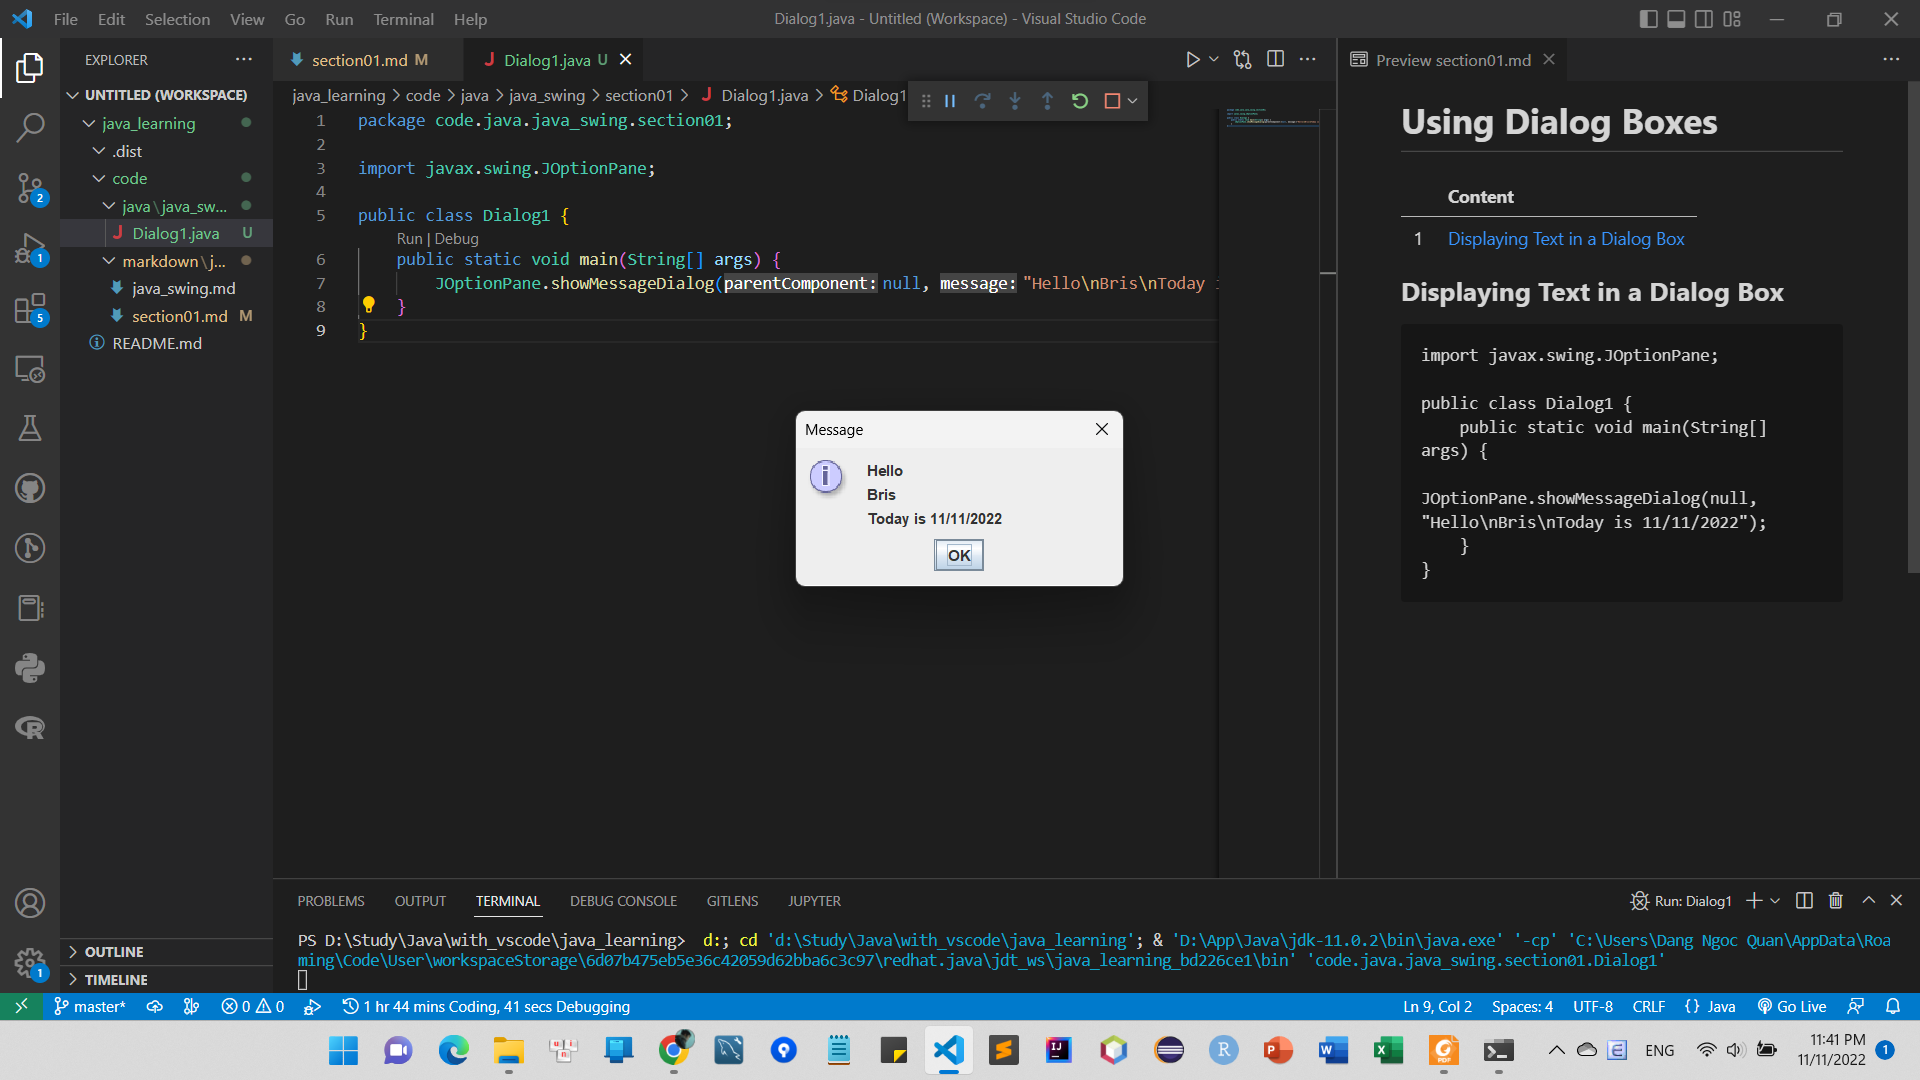 File Edit Selection View Go Run Terminal Help
Dialog1.java - Untitled (Workspace) - Visual Studio Code
EXPLORER
UNTITLED (WORKSPACE)
java_learning
.dist
code
java\java_sw...
Dialog1.java U
markdown\j...
java_swing.md
section01.md M
README.md
OUTLINE
TIMELINE
2
1
5
1
section01.md M
Dialog1.java U
java_learning > code > java > java_swing > section01 > Dialog1.java > Dialog1
1 package code.java.java_swing.section01;
2
3 import javax.swing.JOptionPane;
4
5 public class Dialog1 {
Run | Debug
6 public static void main(String[] args) {
7 JOptionPane.showMessageDialog(parentComponent: null, message: "Hello\nBris\nToday
8 }
9 }
Message
Hello
Bris
Today is 11/11/2022
OK
Preview section01.md
Using Dialog Boxes
Content
1 Displaying Text in a Dialog Box
Displaying Text in a Dialog Box
import javax.swing.JOptionPane;
public class Dialog1 {
public static void main(String[]
args) {
JOptionPane.showMessageDialog(null,
"Hello\nBris\nToday is 11/11/2022");
}
}
PROBLEMS OUTPUT TERMINAL DEBUG CONSOLE GITLENS JUPYTER
Run: Dialog1
PS D:\Study\Java\with_vscode\java_learning> d:; cd 'd:\Study\Java\with_vscode\java_learning'; & 'D:\App\Java\jdk-11.0.2\bin\java.exe' '-cp' 'C:\Users\Dang Ngoc Quan\AppData\Roa
ming\Code\User\workspaceStorage\6d07b475eb5e36c42059d62bba6c3c97\redhat.java\jdt_ws\java_learning_bd226ce1\bin' 'code.java.java_swing.section01.Dialog1'
master* 0 0 1 hr 44 mins Coding, 41 secs Debugging
Ln 9, Col 2 Spaces: 4 UTF-8 CRLF {} Java Go Live
ENG
11:41 PM
11/11/2022
1